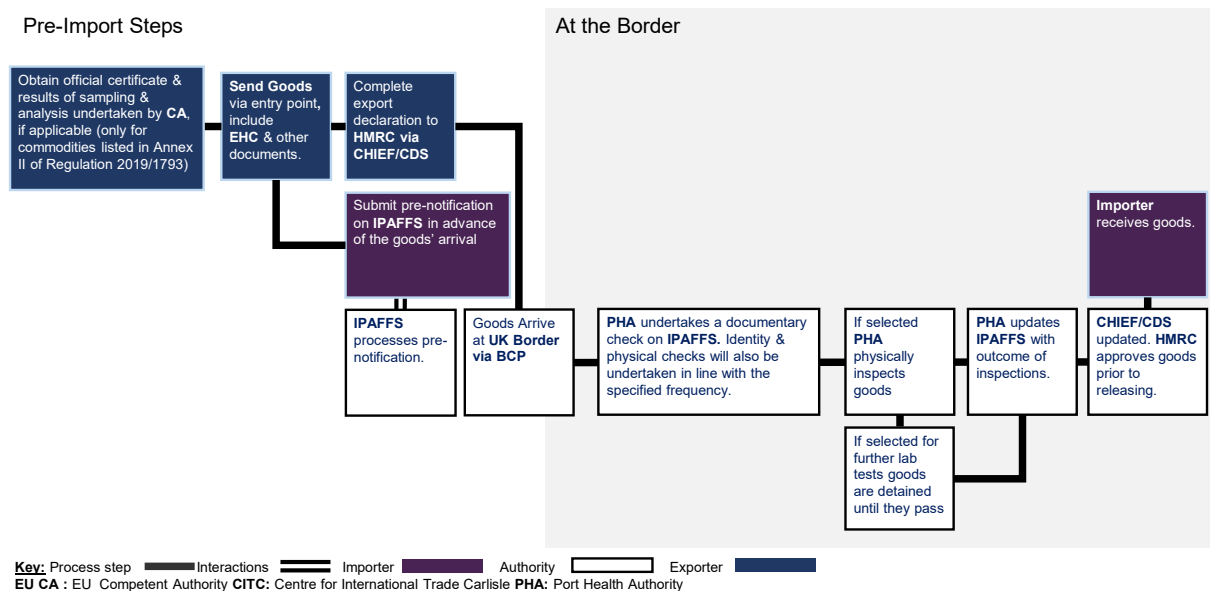 Pre-Import Steps
At the Border
Obtain official certificate &
results of sampling &
analysis undertaken by CA,
if applicable (only for
commodities listed in Annex
II of Regulation 2019/1793)
Send Goods
via entry point,
include
EHC & other
documents.
Complete
export
declaration to
HMRC via
CHIEF/CDS
Submit pre-notification
on IPAFFS in advance
of the goods' arrival
Importer
receives goods.
IPAFFS
processes pre-
notification.
Goods Arrive
at UK Border
via BCP
PHA undertakes a documentary
check on IPAFFS. Identity &
physical checks will also be
undertaken in line with the
specified frequency.
If selected
PHA
physically
inspects
goods
PHA updates
IPAFFS with
outcome of
inspections.
CHIEF/CDS
updated. HMRC
approves goods
prior to
releasing.
If selected for
further lab
tests goods
are detained
until they pass
Key: Process step Interactions Importer Authority Exporter
EU CA : EU Competent Authority CITC: Centre for International Trade Carlisle PHA: Port Health Authority